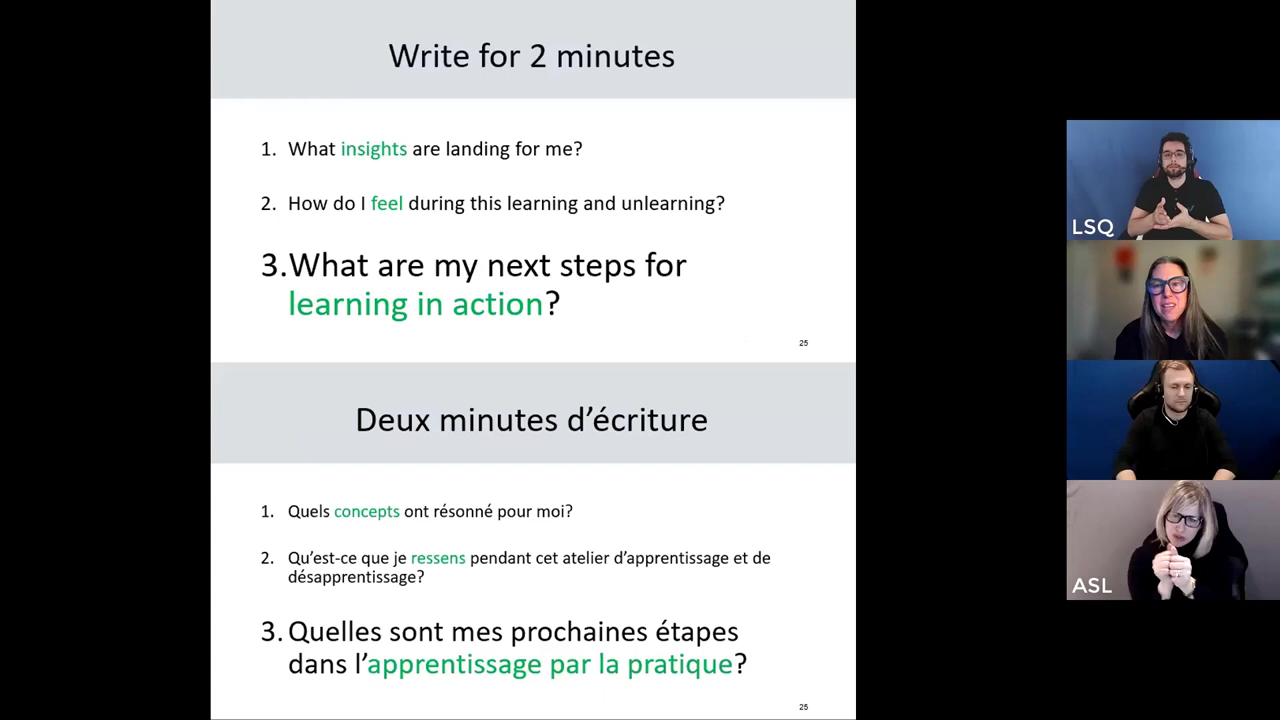 Write for 2 minutes
1. What insights are landing for me?
2. How do I feel during this learning and unlearning?
3.What are my next steps for
learning in action?
25
Deux minutes d’écriture
1. Quels concepts ont résonné pour moi?
2. Qu’est-ce que je ressens pendant cet atelier d’apprentissage et de
désapprentissage?
3. Quelles sont mes prochaines étapes
dans l’apprentissage par la pratique?
25
LSQ
ASL